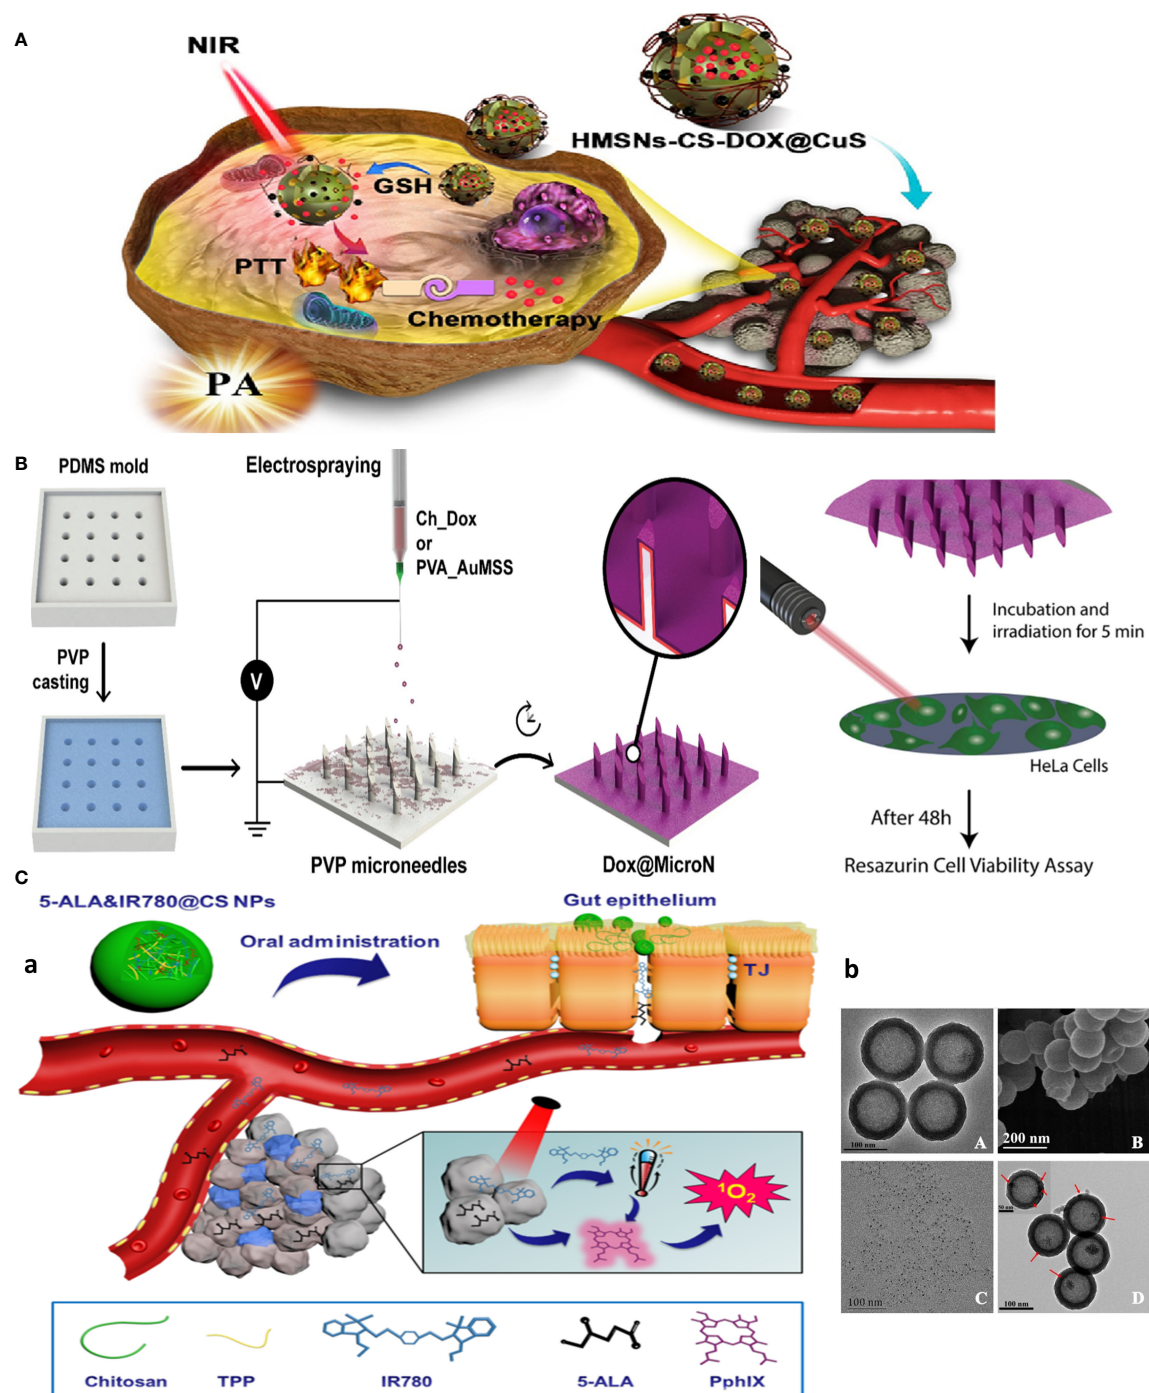 A
NIR
HMSNs-CS-DOX@CuS
GSH
PTT
Chemotherapy
PA
B
PDMS mold
Electrospraying
Ch_Dox
or
PVA_AuMSS
PVP
casting
V
Incubation and
irradiation for 5 min
HeLa Cells
After 48h
PVP microneedles
Dox@MicroN
Resazurin Cell Viability Assay
C
5-ALA&IR780@CS NPs
Gut epithelium
a
Oral administration
TJ
b
100 nm
A
200 nm
B
¹O₂
50 nm
100 nm
C
100 nm
D
Chitosan
TPP
IR780
5-ALA
PphIX